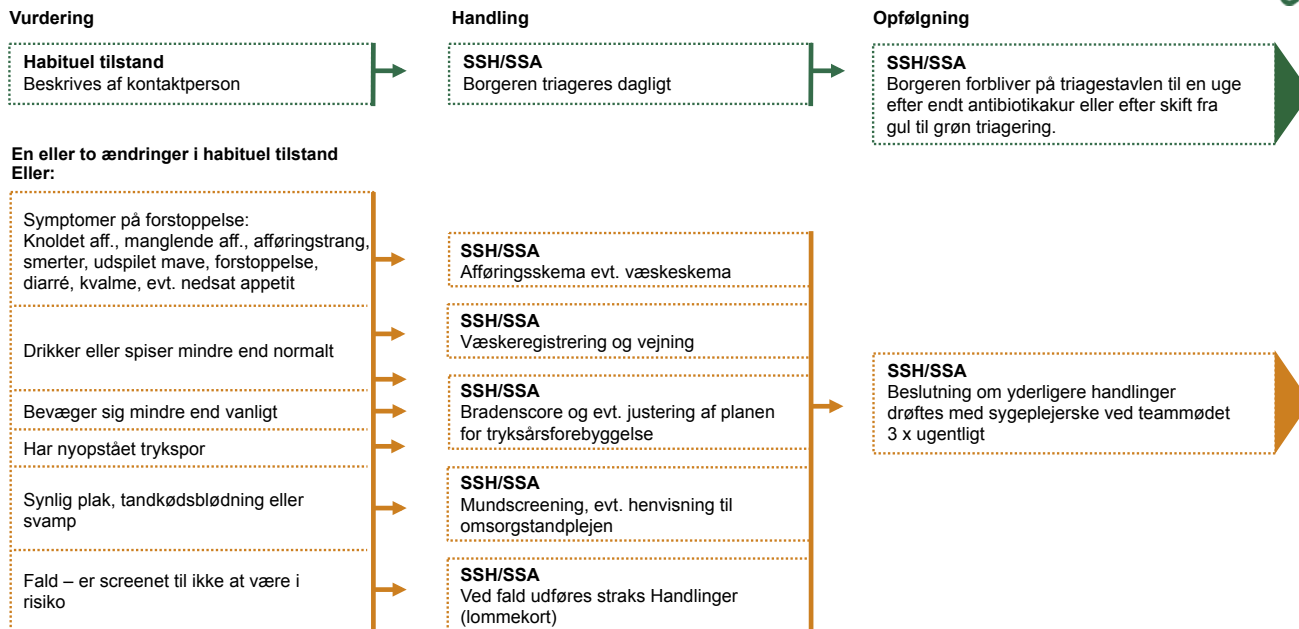 Vurdering
Handling
Opfølgning
Habituel tilstand
Beskrives af kontaktperson
SSH/SSA
Borgeren triageres dagligt
SSH/SSA
Borgeren forbliver på triagestavlen til en uge
efter endt antibiotikakur eller efter skift fra
gul til grøn triagering.
En eller to ændringer i habituel tilstand
Eller:
Symptomer på forstoppelse:
Knoldet aff., manglende aff., afføringstrang,
smerter, udspilet mave, forstoppelse,
diarré, kvalme, evt. nedsat appetit
Drikker eller spiser mindre end normalt
Bevæger sig mindre end vanligt
Har nyopstået trykspor
Synlig plak, tandkødsblødning eller
svamp
Fald – er screenet til ikke at være i
risiko
SSH/SSA
Afføringsskema evt. væskeskema
SSH/SSA
Væskeregistrering og vejning
SSH/SSA
Bradenscore og evt. justering af planen
for tryksårsforebyggelse
SSH/SSA
Mundscreening, evt. henvisning til
omsorgstandplejen
SSH/SSA
Ved fald udføres straks Handlinger
(lommekort)
SSH/SSA
Beslutning om yderligere handlinger
drøftes med sygeplejerske ved teammødet
3 x ugentligt